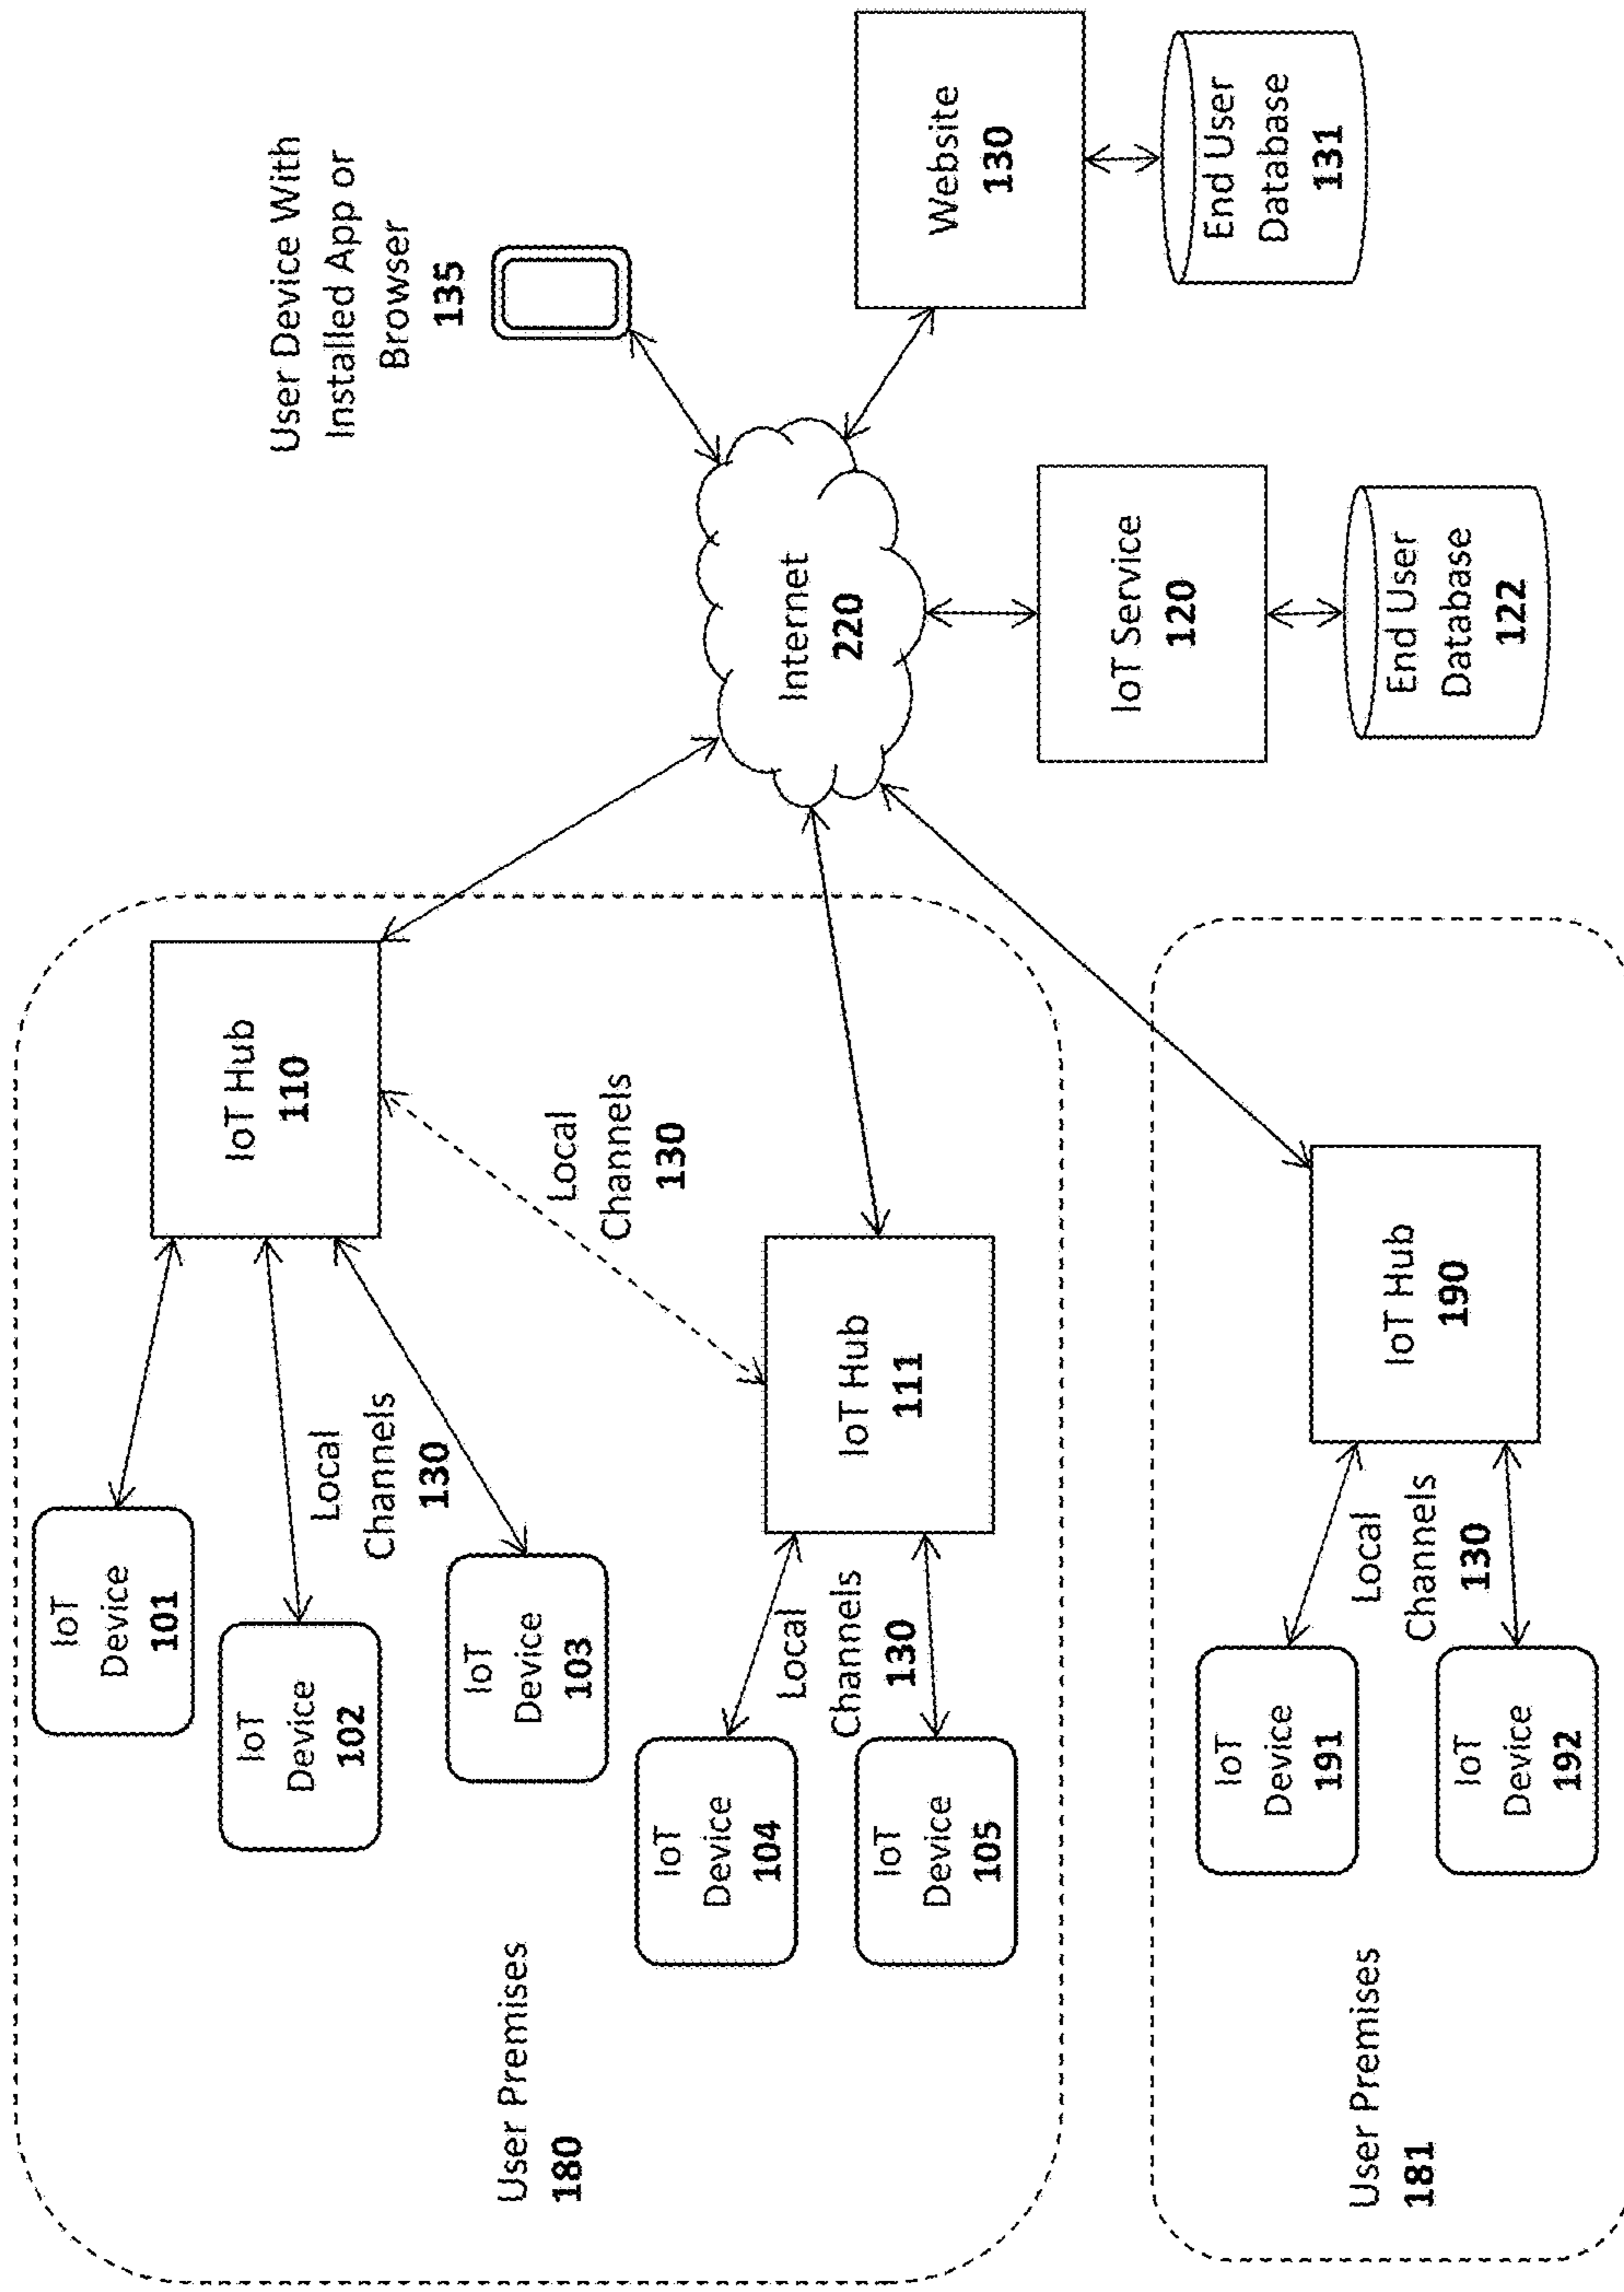 User Premises
180
IoT
Device
101
IoT
Device
102
IoT
Device
103
Local
Channels
130
IoT Hub
110
Local
Channels
130
IoT
Device
104
IoT
Device
105
Local
Channels
130
IoT Hub
111
User Premises
181
IoT
Device
191
IoT
Device
192
Local
Channels
130
IoT Hub
190
Internet
220
User Device With
Installed App or
Browser
135
Website
130
End User
Database
131
IoT Service
120
End User
Database
122